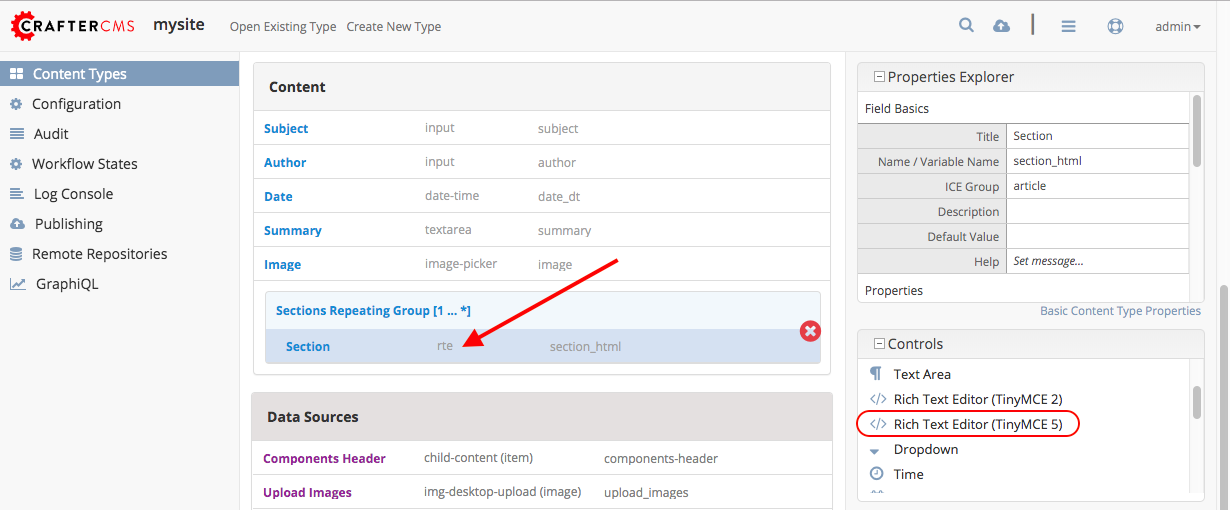 CRAFTERCMS mysite Open Existing Type Create New Type admin
Content Types
Configuration
Audit
Workflow States
Log Console
Publishing
Remote Repositories
GraphiQL
Content
Subject input subject
Author input author
Date date-time date_dt
Summary textarea summary
Image image-picker image
Sections Repeating Group [1 ... *]
Section rte section_html
Data Sources
Components Header child-content (item) components-header
Upload Images img-desktop-upload (image) upload_images
Properties Explorer
Field Basics
Title Section
Name / Variable Name section_html
ICE Group article
Description
Default Value
Help Set message...
Properties
Basic Content Type Properties
Controls
Text Area
Rich Text Editor (TinyMCE 2)
Rich Text Editor (TinyMCE 5)
Dropdown
Time